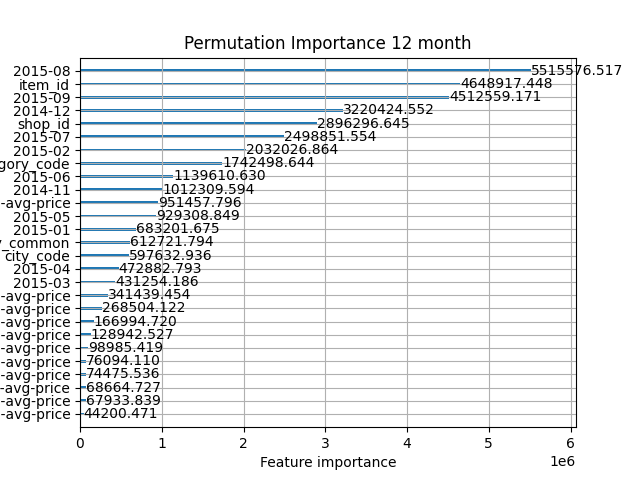 Permutation Importance 12 month
2015-08 5515576.517
item_id 4648917.448
2015-09 4512559.171
2014-12 3220424.552
shop_id 2896296.645
2015-07 2498851.554
2015-02 2032026.864
gory_code 1742498.644
2015-06 1139610.630
2014-11 1012309.594
-avg-price 951457.796
2015-05 929308.849
2015-01 683201.675
_common 612721.794
city_code 597632.936
2015-04 472882.793
2015-03 431254.186
-avg-price 341439.454
-avg-price 268504.122
-avg-price 166994.720
-avg-price 128942.527
-avg-price 98985.419
-avg-price 76094.110
-avg-price 74475.536
-avg-price 68664.727
-avg-price 67933.839
-avg-price 44200.471
0 1 2 3 4 5 6
1e6
Feature importance